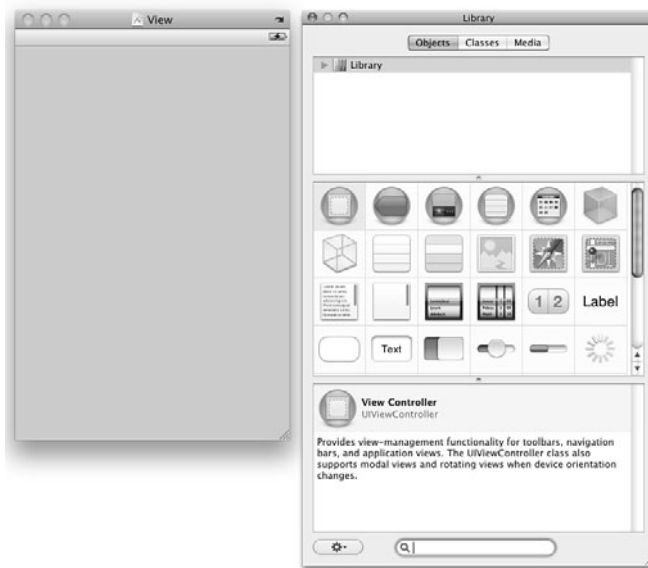 View
Library
Objects Classes Media
Library
1 2
Label
Text
View Controller
UIViewController
Provides view-management functionality for toolbars, navigation
bars, and application views. The UIViewController class also
supports modal views and rotating views when device orientation
changes.